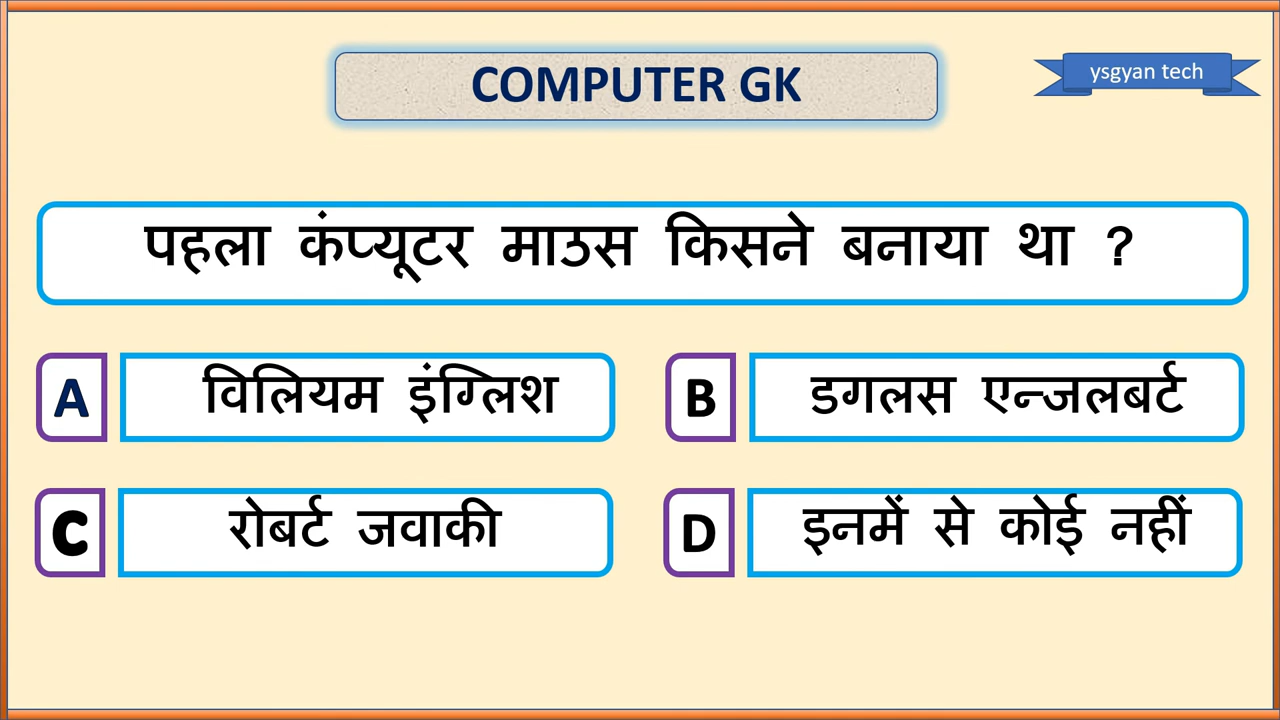 COMPUTER GK
ysgyan tech
पहला कंप्यूटर माउस किसने बनाया था ?
A विलियम इंग्लिश
B डगलस एन्जलबर्ट
C रोबर्ट जवाकी
D इनमें से कोई नहीं